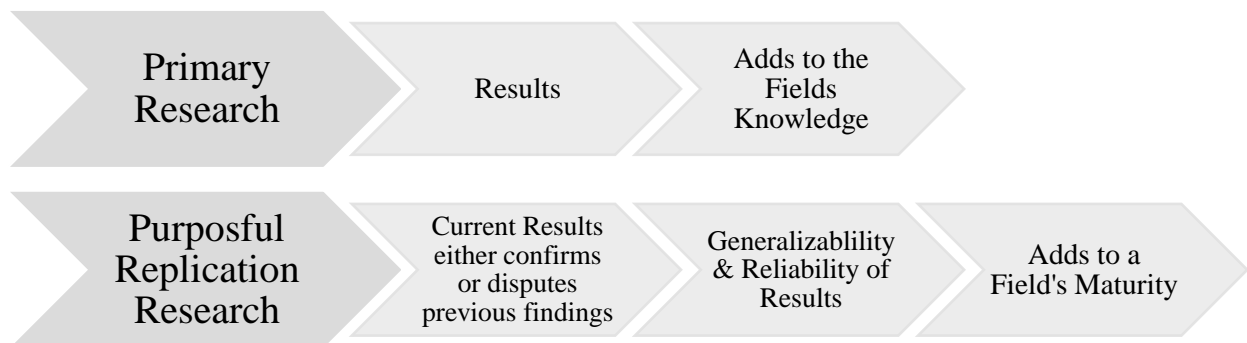 Primary
Research
Results
Adds to the
Fields
Knowledge
Purposful
Replication
Research
Current Results
either confirms
or disputes
previous findings
Generalizablility
& Reliability of
Results
Adds to a
Field's Maturity